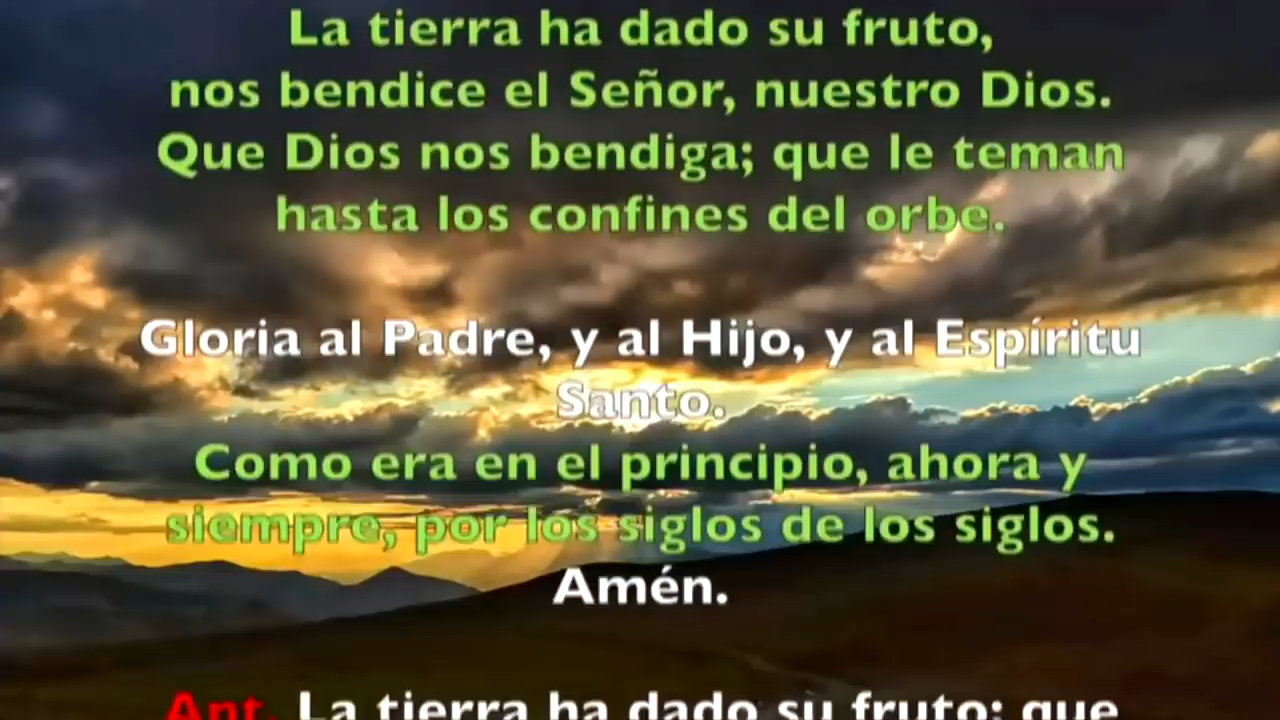 La tierra ha dado su fruto,
nos bendice el Señor, nuestro Dios.
Que Dios nos bendiga; que le teman
hasta los confines del orbe.
Gloria al Padre, y al Hijo, y al Espíritu
Santo.
Como era en el principio, ahora y
siempre, por los siglos de los siglos.
Amén.
Ant. La tierra ha dado su fruto: que